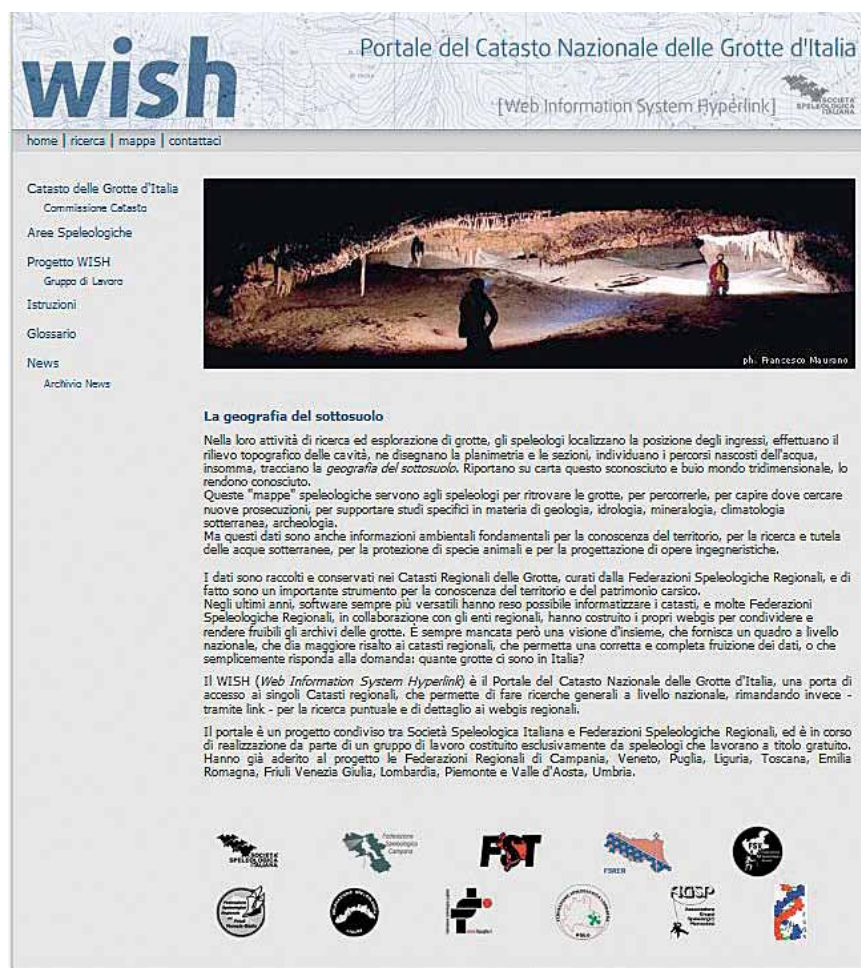 wish
Portale del Catasto Nazionale delle Grotte d'Italia
[Web Information System Hyperlink]
SOCIETÀ
SPELEOLOGICA
ITALIANA
home | ricerca | mappa | contattaci
Catasto delle Grotte d'Italia
Commissione Catasto
Aree Speleologiche
Progetto WISH
Gruppo di Lavoro
Istruzioni
Glossario
News
Archivio News
ph. Francesco Maurano
La geografia del sottosuolo
Nella loro attività di ricerca ed esplorazione di grotte, gli speleologi localizzano la posizione degli ingressi, effettuano il
rilievo topografico delle cavità, ne disegnano la planimetria e le sezioni, individuano i percorsi nascosti dell'acqua,
insomma, tracciano la geografia del sottosuolo. Riportano su carta questo sconosciuto e buio mondo tridimensionale, lo
rendono conosciuto.
Queste "mappe" speleologiche servono agli speleologi per ritrovare le grotte, per percorrerle, per capire dove cercare
nuove prosecuzioni, per supportare studi specifici in materia di geologia, idrologia, mineralogia, climatologia
sotterranea, archeologia.
Ma questi dati sono anche informazioni ambientali fondamentali per la conoscenza del territorio, per la ricerca e tutela
delle acque sotterranee, per la protezione di specie animali e per la progettazione di opere ingegneristiche.
I dati sono raccolti e conservati nei Catasti Regionali delle Grotte, curati dalla Federazioni Speleologiche Regionali, e di
fatto sono un importante strumento per la conoscenza del territorio e del patrimonio carsico.
Negli ultimi anni, software sempre più versatili hanno reso possibile informatizzare i catasti, e molte Federazioni
Speleologiche Regionali, in collaborazione con gli enti regionali, hanno costruito i propri webgis per condividere e
rendere fruibili gli archivi delle grotte. È sempre mancata però una visione d'insieme, che fornisca un quadro a livello
nazionale, che dia maggiore risalto ai catasti regionali, che permetta una corretta e completa fruizione dei dati, o che
semplicemente risponda alla domanda: quante grotte ci sono in Italia?
Il WISH (Web Information System Hyperlink) è il Portale del Catasto Nazionale delle Grotte d'Italia, una porta di
accesso ai singoli Catasti regionali, che permette di fare ricerche generali a livello nazionale, rimandando invece -
tramite link - per la ricerca puntuale e di dettaglio ai webgis regionali.
Il portale è un progetto condiviso tra Società Speleologica Italiana e Federazioni Speleologiche Regionali, ed è in corso
di realizzazione da parte di un gruppo di lavoro costituito esclusivamente da speleologi che lavorano a titolo gratuito.
Hanno già aderito al progetto le Federazioni Regionali di Campania, Veneto, Puglia, Liguria, Toscana, Emilia
Romagna, Friuli Venezia Giulia, Lombardia, Piemonte e Valle d'Aosta, Umbria.
SOCIETÀ
SPELEOLOGICA
ITALIANA
Federazione
Speleologica
Campana
FST
FSRER
FSV
AGSP
Associazione
Gruppi
Speleologici
Piemontesi